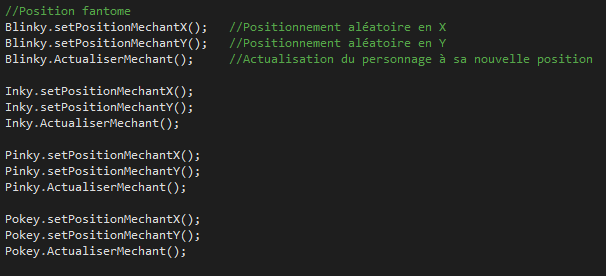 //Position fantome
Blinky.setPositionMechantX();   //Positionnement aléatoire en X
Blinky.setPositionMechantY();   //Positionnement aléatoire en Y
Blinky.ActualiserMechant();     //Actualisation du personnage à sa nouvelle position

Inky.setPositionMechantX();
Inky.setPositionMechantY();
Inky.ActualiserMechant();

Pinky.setPositionMechantX();
Pinky.setPositionMechantY();
Pinky.ActualiserMechant();

Pokey.setPositionMechantX();
Pokey.setPositionMechantY();
Pokey.ActualiserMechant();